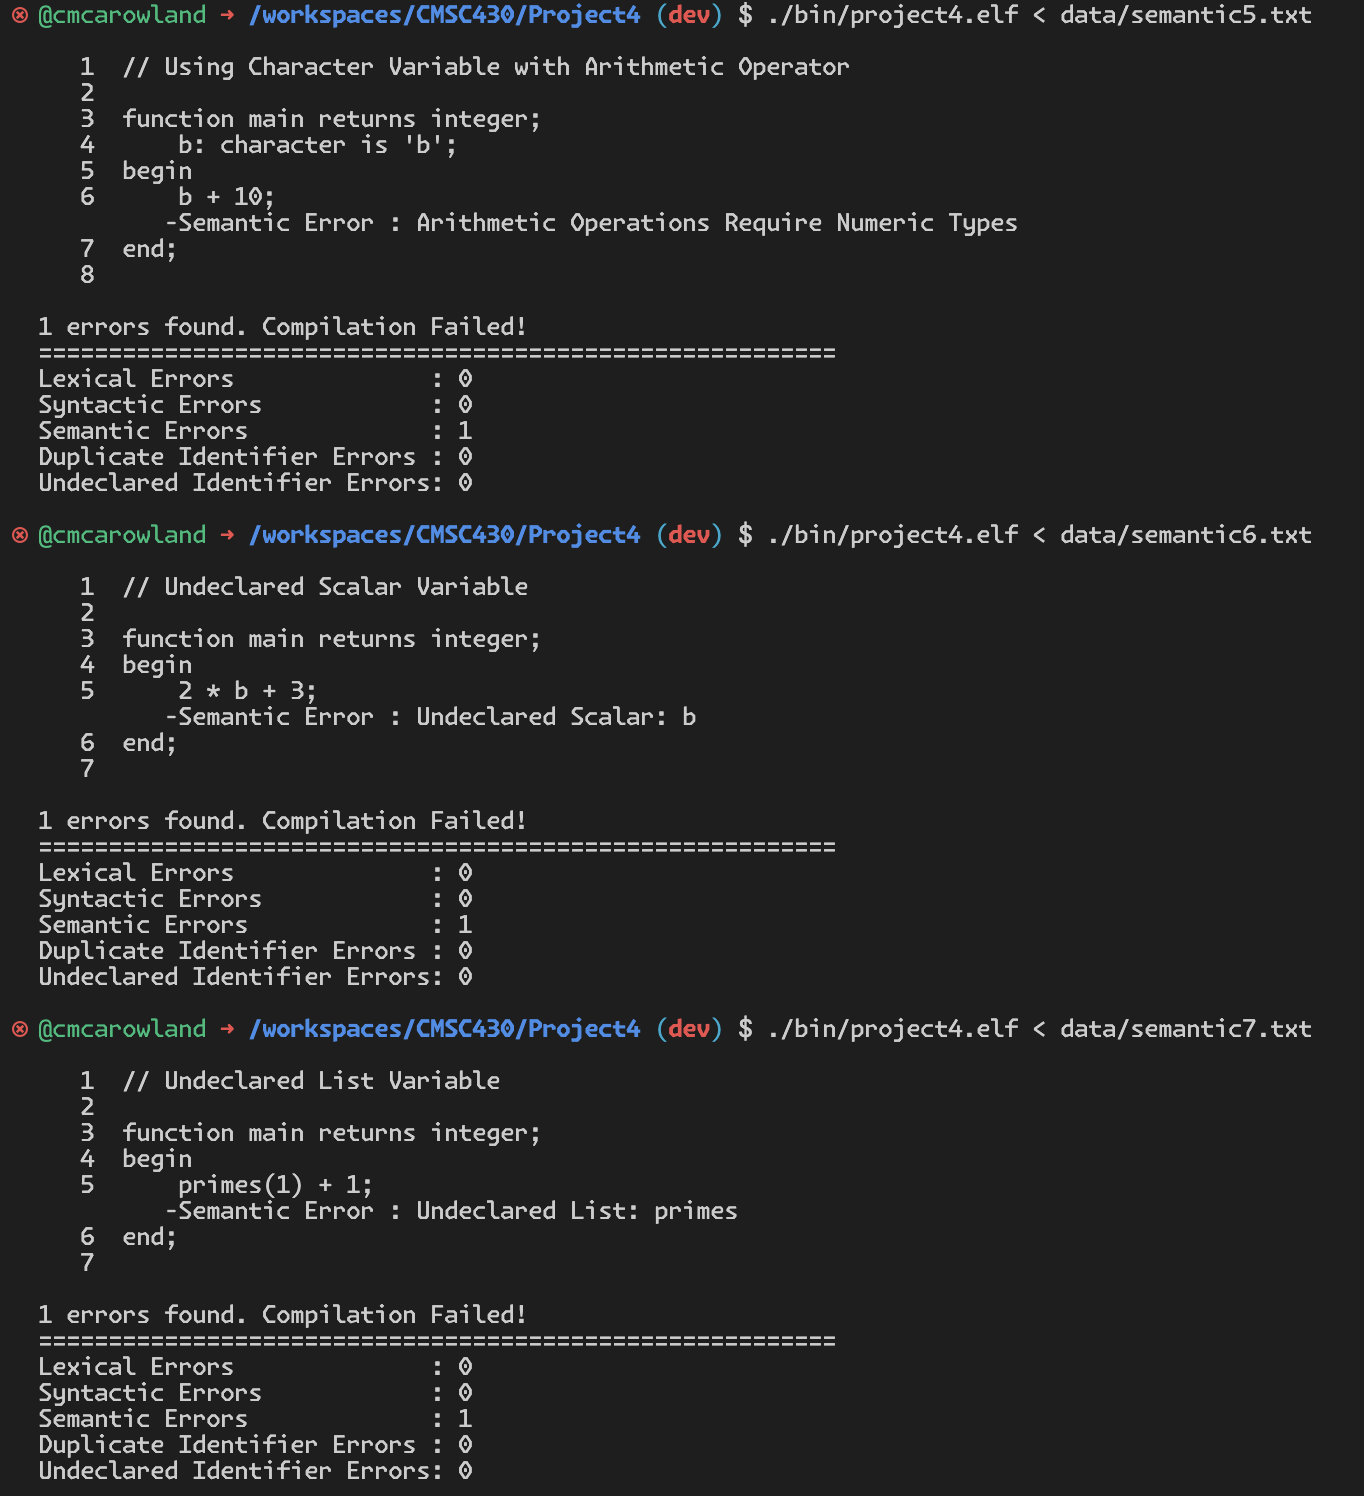 @cmcarowland → /workspaces/CMSC430/Project4 (dev) $ ./bin/project4.elf < data/semantic5.txt
1 // Using Character Variable with Arithmetic Operator
2
3 function main returns integer;
4     b: character is 'b';
5 begin
6     b + 10;
-Semantic Error : Arithmetic Operations Require Numeric Types
7 end;
8
1 errors found. Compilation Failed!
=========================================================
Lexical Errors              : 0
Syntactic Errors            : 0
Semantic Errors             : 1
Duplicate Identifier Errors : 0
Undeclared Identifier Errors: 0
@cmcarowland → /workspaces/CMSC430/Project4 (dev) $ ./bin/project4.elf < data/semantic6.txt
1 // Undeclared Scalar Variable
2
3 function main returns integer;
4 begin
5     2 * b + 3;
-Semantic Error : Undeclared Scalar: b
6 end;
7
1 errors found. Compilation Failed!
=========================================================
Lexical Errors              : 0
Syntactic Errors            : 0
Semantic Errors             : 1
Duplicate Identifier Errors : 0
Undeclared Identifier Errors: 0
@cmcarowland → /workspaces/CMSC430/Project4 (dev) $ ./bin/project4.elf < data/semantic7.txt
1 // Undeclared List Variable
2
3 function main returns integer;
4 begin
5     primes(1) + 1;
-Semantic Error : Undeclared List: primes
6 end;
7
1 errors found. Compilation Failed!
=========================================================
Lexical Errors              : 0
Syntactic Errors            : 0
Semantic Errors             : 1
Duplicate Identifier Errors : 0
Undeclared Identifier Errors: 0